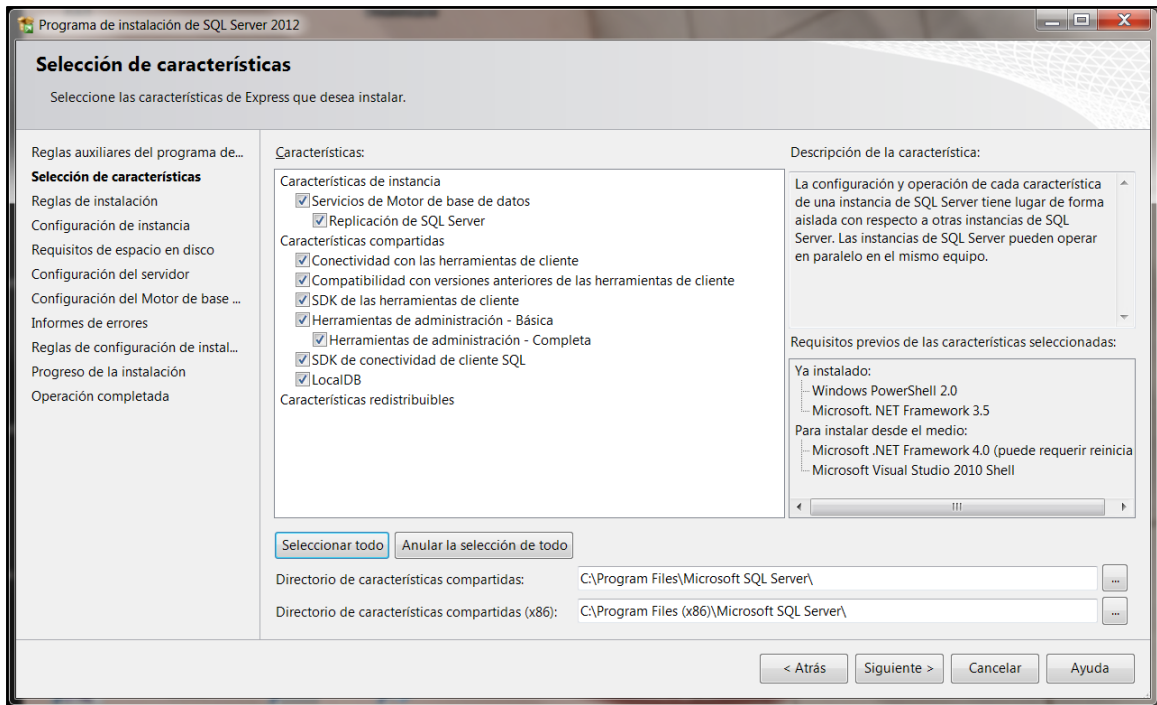 Programa de instalación de SQL Server 2012
Selección de características
Seleccione las características de Express que desea instalar.
Reglas auxiliares del programa de...
Selección de características
Reglas de instalación
Configuración de instancia
Requisitos de espacio en disco
Configuración del servidor
Configuración del Motor de base ...
Informes de errores
Reglas de configuración de instal...
Progreso de la instalación
Operación completada
Características:
Características de instancia
Servicios de Motor de base de datos
Replicación de SQL Server
Características compartidas
Conectividad con las herramientas de cliente
Compatibilidad con versiones anteriores de las herramientas de cliente
SDK de las herramientas de cliente
Herramientas de administración - Básica
Herramientas de administración - Completa
SDK de conectividad de cliente SQL
LocalDB
Características redistribuibles
Descripción de la característica:
La configuración y operación de cada característica
de una instancia de SQL Server tiene lugar de forma
aislada con respecto a otras instancias de SQL
Server. Las instancias de SQL Server pueden operar
en paralelo en el mismo equipo.
Requisitos previos de las características seleccionadas:
Ya instalado:
Windows PowerShell 2.0
Microsoft. NET Framework 3.5
Para instalar desde el medio:
Microsoft .NET Framework 4.0 (puede requerir reinicia
Microsoft Visual Studio 2010 Shell
Seleccionar todo
Anular la selección de todo
Directorio de características compartidas:
C:\Program Files\Microsoft SQL Server\
...
Directorio de características compartidas (x86):
C:\Program Files (x86)\Microsoft SQL Server\
...
< Atrás
Siguiente >
Cancelar
Ayuda